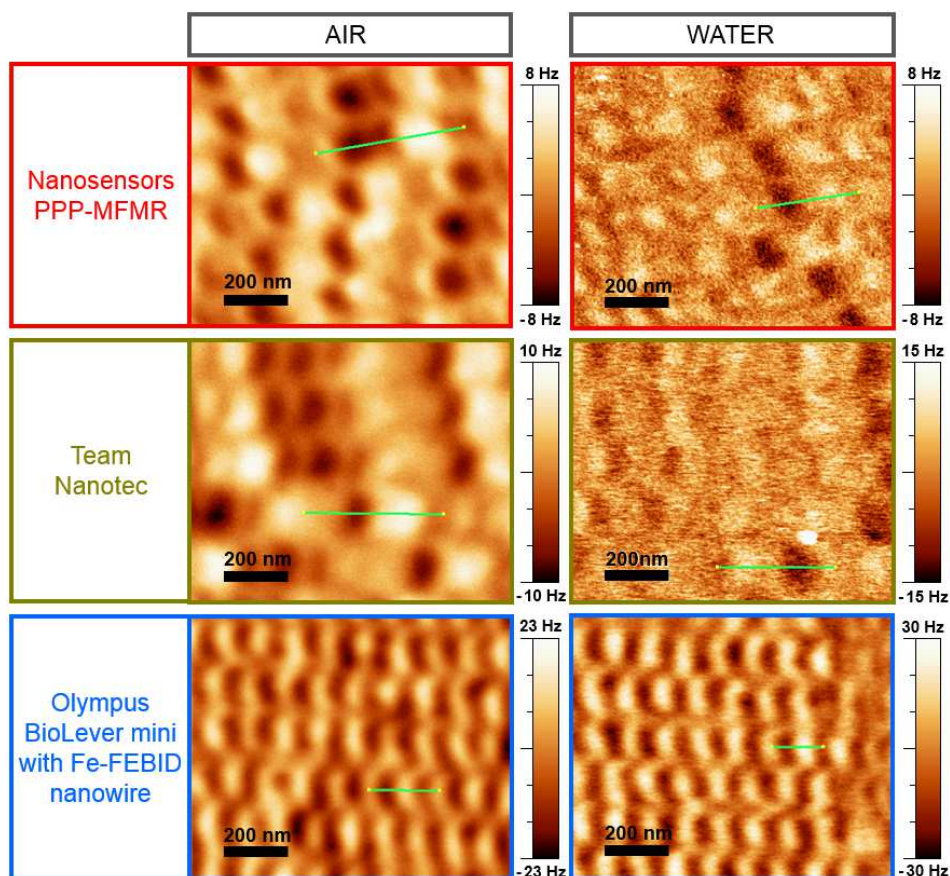 AIR
WATER
Nanosensors
PPP-MFMR
200 nm
8 Hz
-8 Hz
200 nm
8 Hz
-8 Hz
Team
Nanotec
200 nm
10 Hz
-10 Hz
200nm
15 Hz
-15 Hz
Olympus
BioLever mini
with Fe-FEBID
nanowire
200 nm
23 Hz
-23 Hz
200 nm
30 Hz
-30 Hz